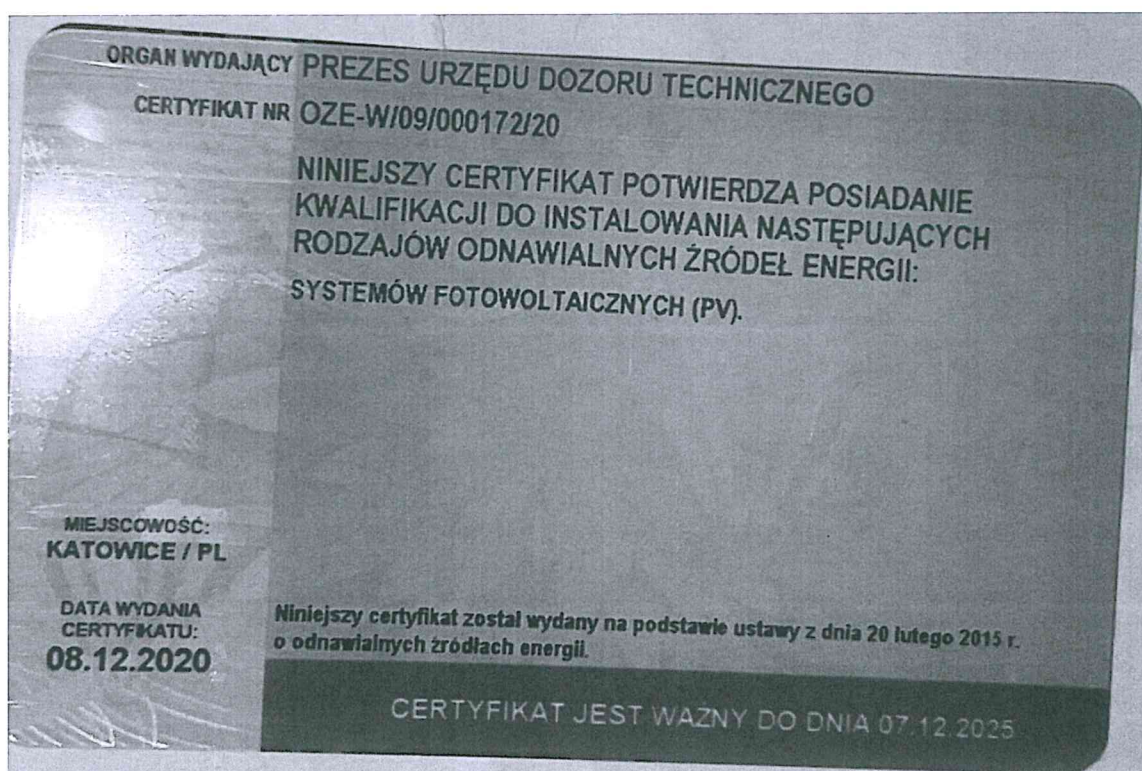 ORGAN WYDAJĄCY PREZES URZĘDU DOZORU TECHNICZNEGO
CERTYFIKAT NR OZE-W/09/000172/20
NINIEJSZY CERTYFIKAT POTWIERDZA POSIADANIE
KWALIFIKACJI DO INSTALOWANIA NASTĘPUJĄCYCH
RODZAJÓW ODNAWIALNYCH ŹRÓDEŁ ENERGII:
SYSTEMÓW FOTOWOLTAICZNYCH (PV).
MIEJSCOWOŚĆ:
KATOWICE / PL
DATA WYDANIA
CERTYFIKATU:
08.12.2020
Niniejszy certyfikat został wydany na podstawie ustawy z dnia 20 lutego 2015 r.
o odnawialnych źródłach energii.
CERTYFIKAT JEST WAŻNY DO DNIA 07.12.2025